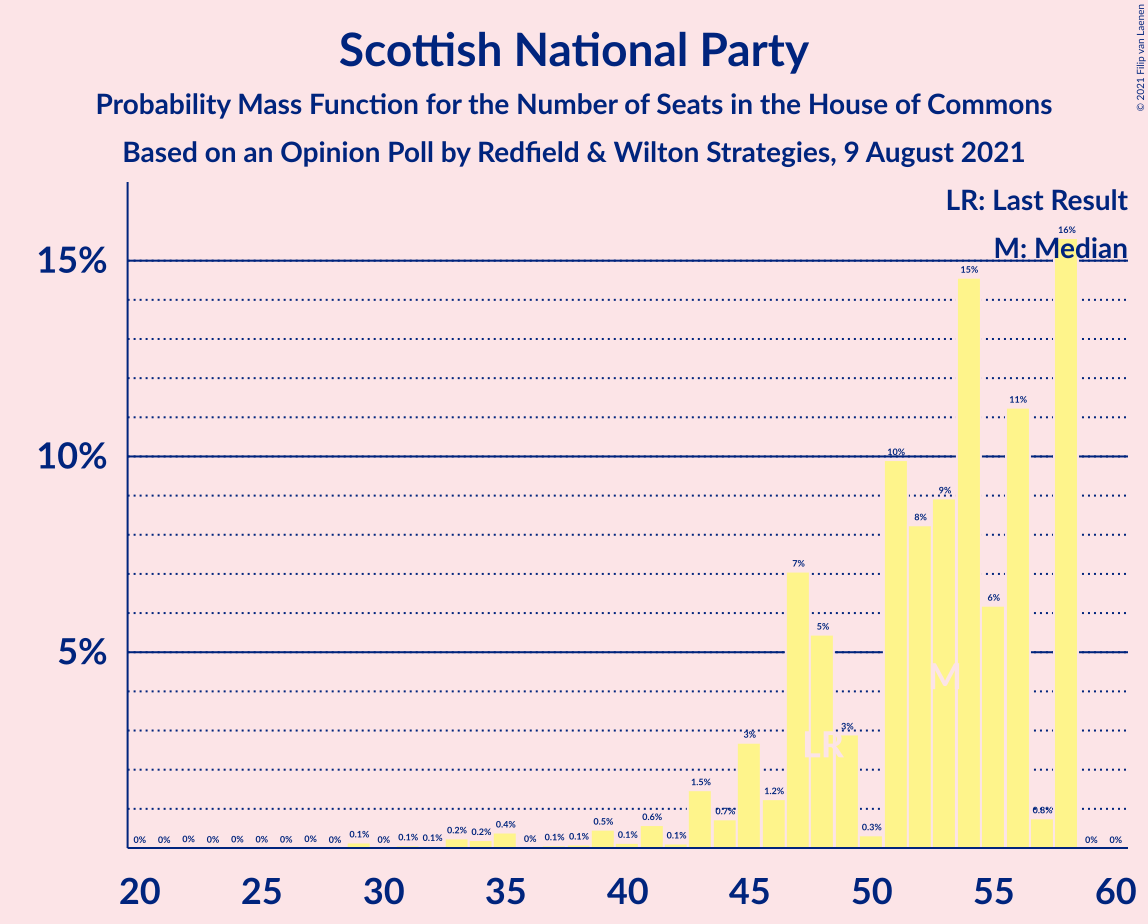 Scottish National Party
Probability Mass Function for the Number of Seats in the House of Commons
Based on an Opinion Poll by Redfield & Wilton Strategies, 9 August 2021
© 2021 Filip van Laenen
LR: Last Result
M: Median
15%
10%
5%
0% 0% 0% 0% 0% 0% 0% 0% 0% 0.1% 0% 0.1% 0.1% 0.2% 0.2% 0.4% 0% 0.1% 0.1% 0.5% 0.1% 0.6% 0.1% 1.5% 0.7% 3% 1.2% 7% 5% 3% 0.3% 10% 8% 9% 15% 6% 11% 0.8% 16% 0% 0%
LR
M
20 25 30 35 40 45 50 55 60